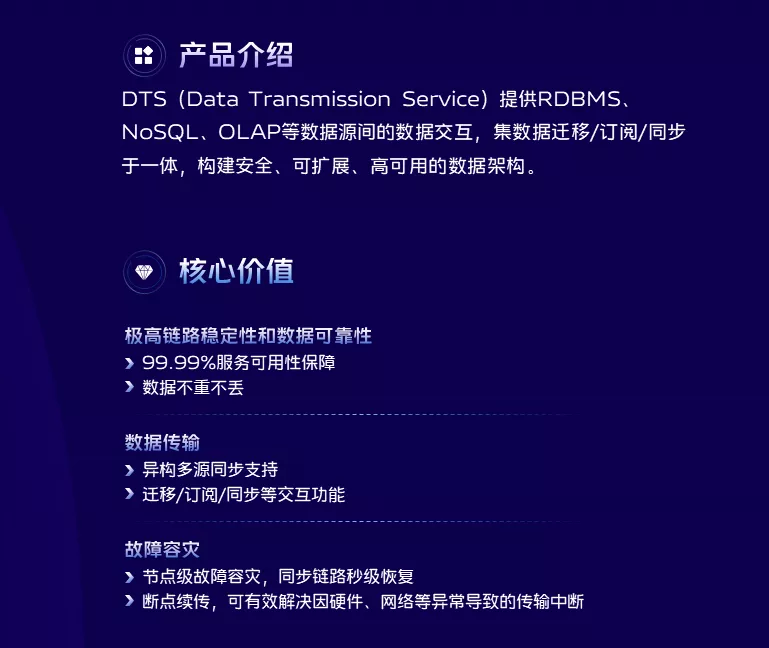 产品介绍
DTS（Data Transmission Service）提供RDBMS、
NoSQL、OLAP等数据源间的数据交互，集数据迁移/订阅/同步
于一体，构建安全、可扩展、高可用的数据架构。
核心价值
极高链路稳定性和数据可靠性
99.99%服务可用性保障
数据不重不丢
数据传输
异构多源同步支持
迁移/订阅/同步等交互功能
故障容灾
节点级故障容灾，同步链路秒级恢复
断点续传，可有效解决因硬件、网络等异常导致的传输中断